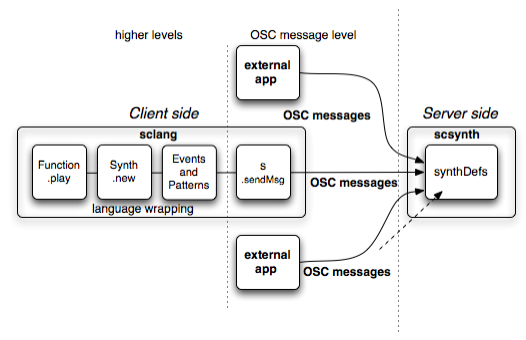 higher levels
OSC message level
external
app
OSC messages
Client side
Server side
sclang
scsynth
Function
.play
Synth
.new
Events
and
Patterns
s
.sendMsg
OSC messages
synthDefs
language wrapping
external
app
OSC messages